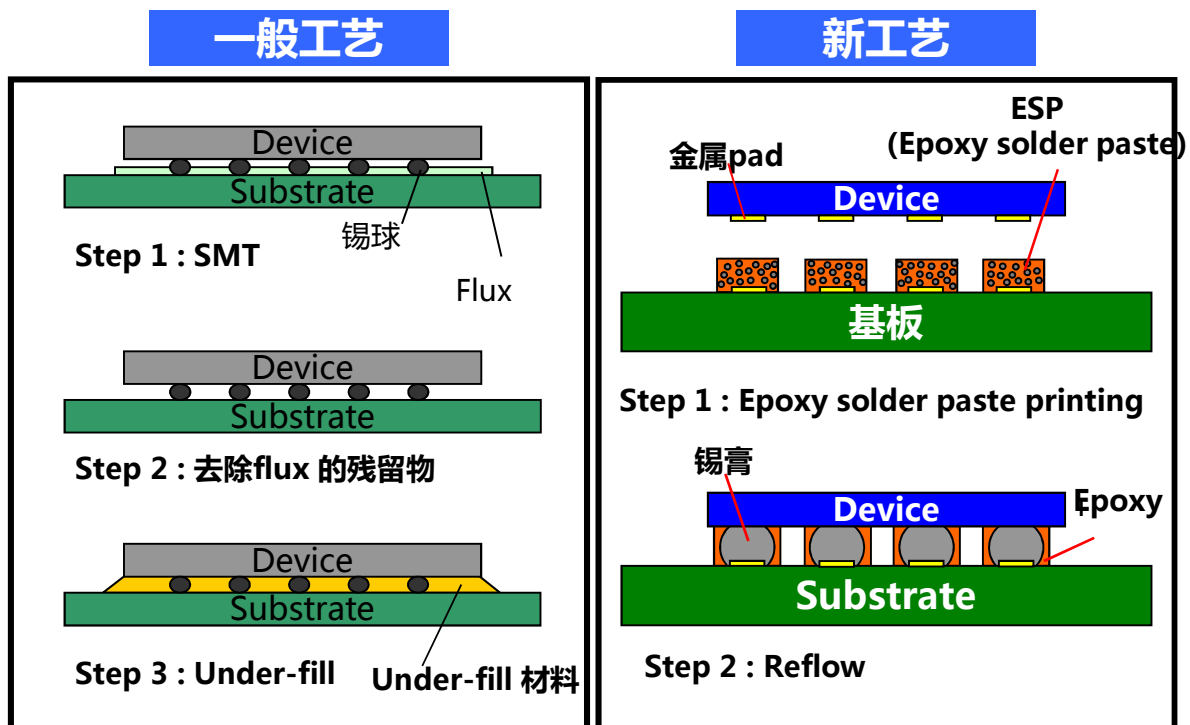 一般工艺
Device
Substrate
锡球
Step 1 : SMT
Flux
Device
Substrate
Step 2 : 去除flux 的残留物
Device
Substrate
Step 3 : Under-fill
Under-fill 材料
新工艺
ESP
(Epoxy solder paste)
金属pad
Device
基板
Step 1 : Epoxy solder paste printing
锡膏
Device
Epoxy
Substrate
Step 2 : Reflow